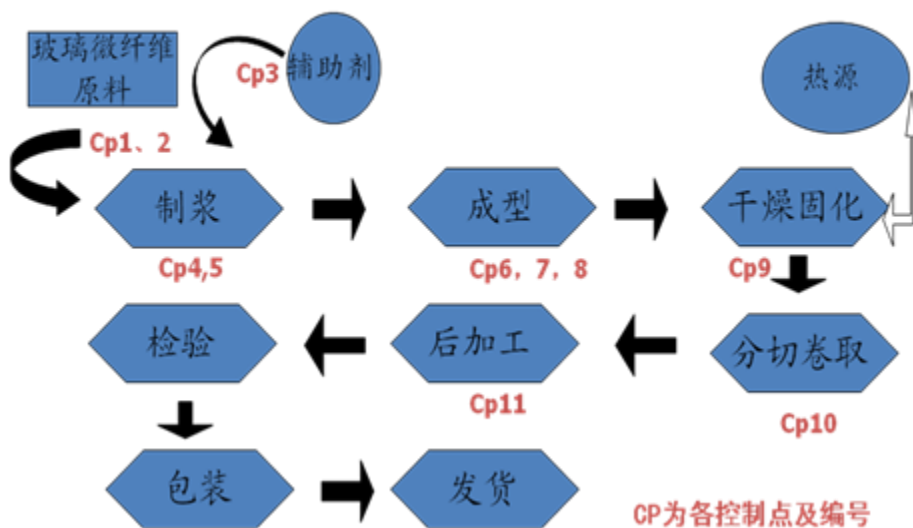 玻璃微纤维
原料
Cp3
辅助剂
热源
Cp1、2
制浆
成型
干燥固化
Cp4,5
Cp6，7，8
Cp9
检验
后加工
分切卷取
Cp11
Cp10
包装
发货
CP为各控制点及编号